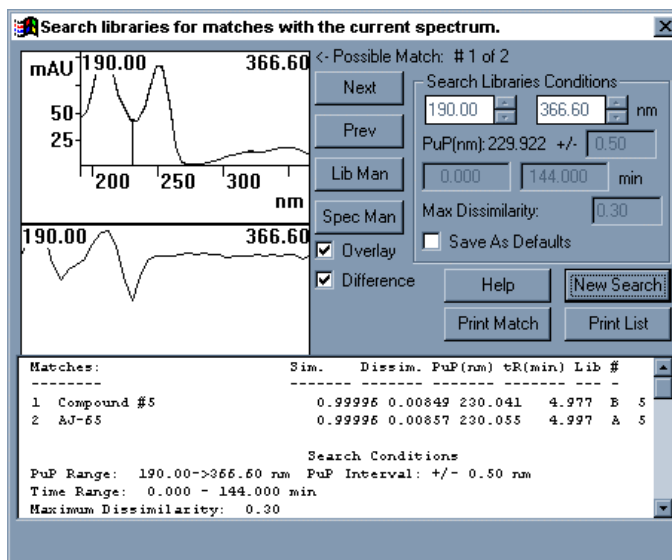 Search libraries for matches with the current spectrum.
mAU
190.00
366.60
50
25
200
250
300
nm
190.00
366.60
<- Possible Match: # 1 of 2
Next
Prev
Lib Man
Spec Man
Overlay
Difference
Search Libraries Conditions
190.00
366.60
nm
PuP(nm): 229.922 +/- 0.50
0.000
144.000
min
Max Dissimilarity: 0.30
Save As Defaults
Help
New Search
Print Match
Print List
Matches: Sim. Dissim. PuP(nm) tR(min) Lib #
-------- ------- ------- ------- ------- --- -
1 Compound #5 0.99996 0.00849 230.041 4.977 B 5
2 AJ-65 0.99996 0.00857 230.055 4.997 A 5
Search Conditions
PuP Range: 190.00->366.60 nm PuP Interval: +/- 0.50 nm
Time Range: 0.000 - 144.000 min
Maximum Dissimilarity: 0.30